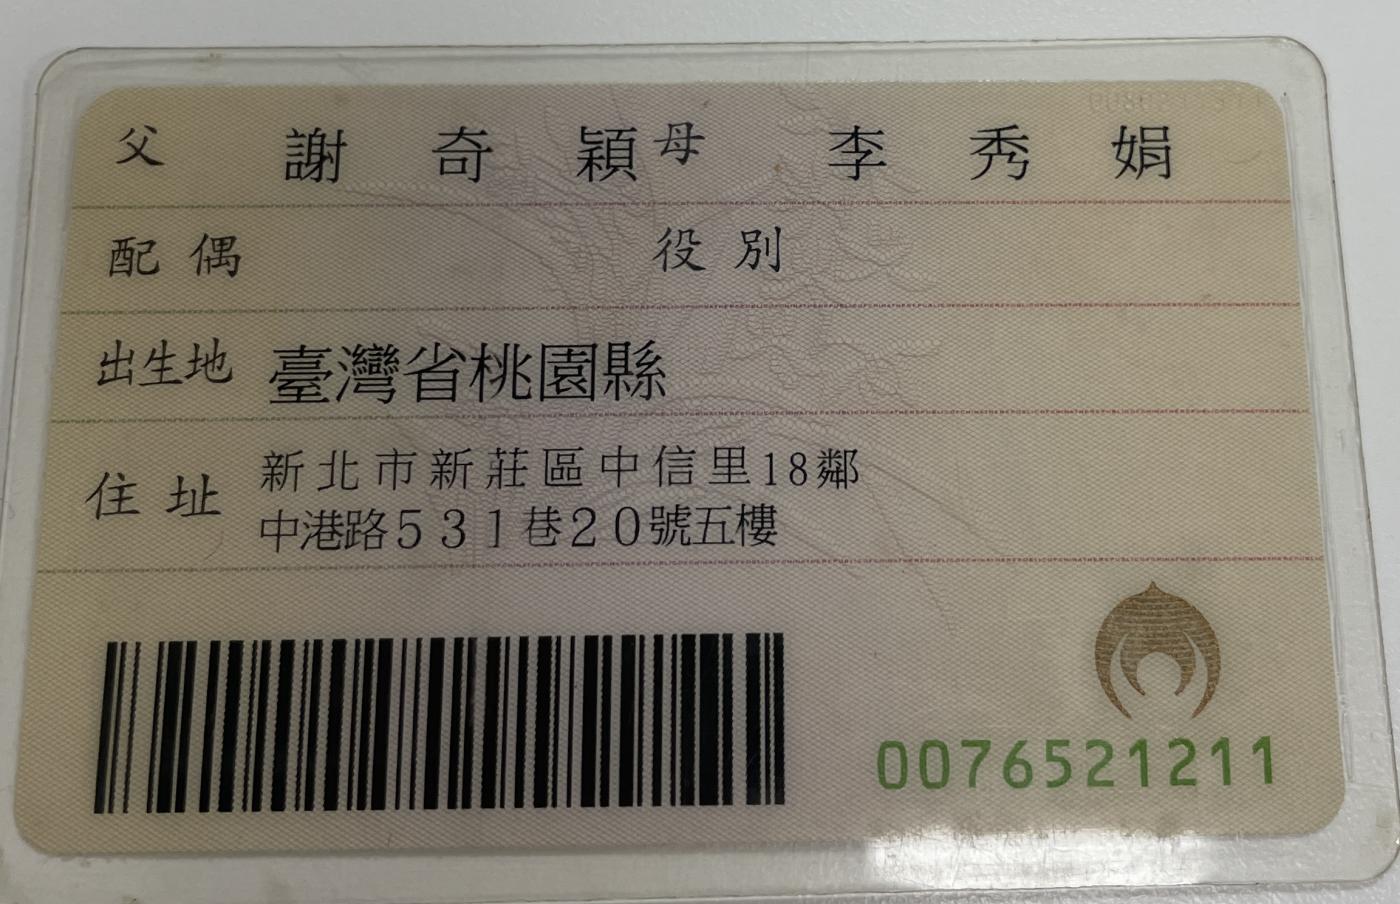 父 謝奇穎 母 李秀娟
配偶 役別
出生地 臺灣省桃園縣
住址 新北市新莊區中信里18鄰
中港路531巷20號五樓
0076521211